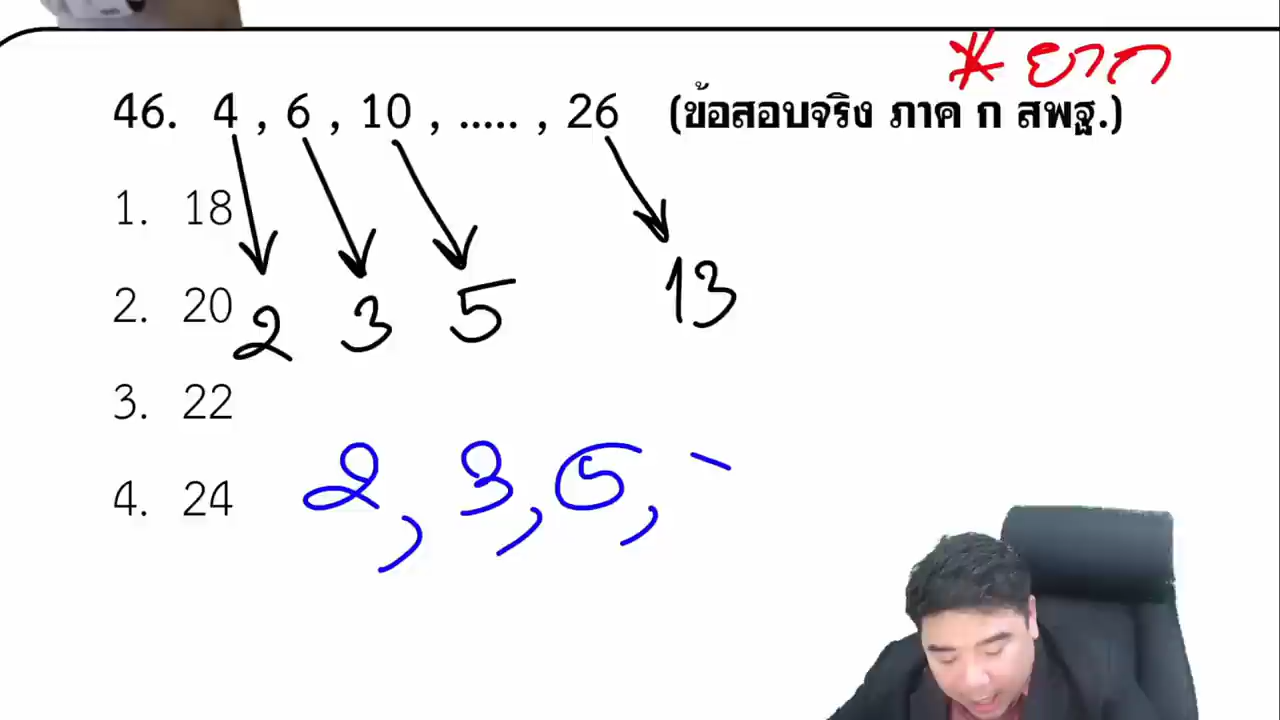 * ยาก
46. 4 , 6 , 10 , ..... , 26 (ข้อสอบจริง ภาค ก สพฐ.)
1. 18
2. 20
2 3 5 13
3. 22
4. 24
2, 3, 5,